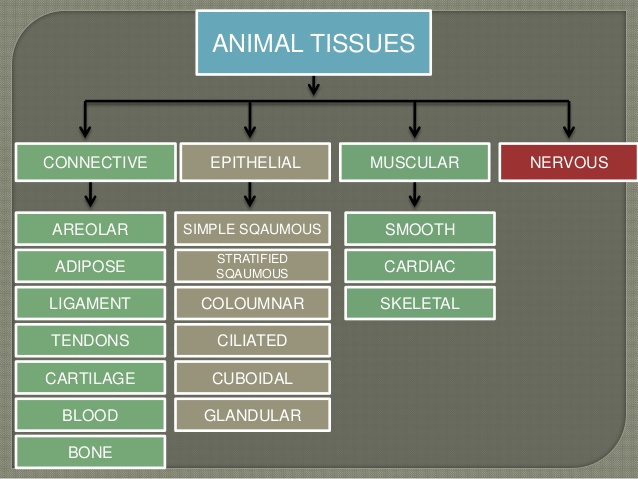 ANIMAL TISSUES
CONNECTIVE
EPITHELIAL
MUSCULAR
NERVOUS
AREOLAR
ADIPOSE
LIGAMENT
TENDONS
CARTILAGE
BLOOD
BONE
SIMPLE SQAUMOUS
STRATIFIED
SQAUMOUS
COLOUMNAR
CILIATED
CUBOIDAL
GLANDULAR
SMOOTH
CARDIAC
SKELETAL